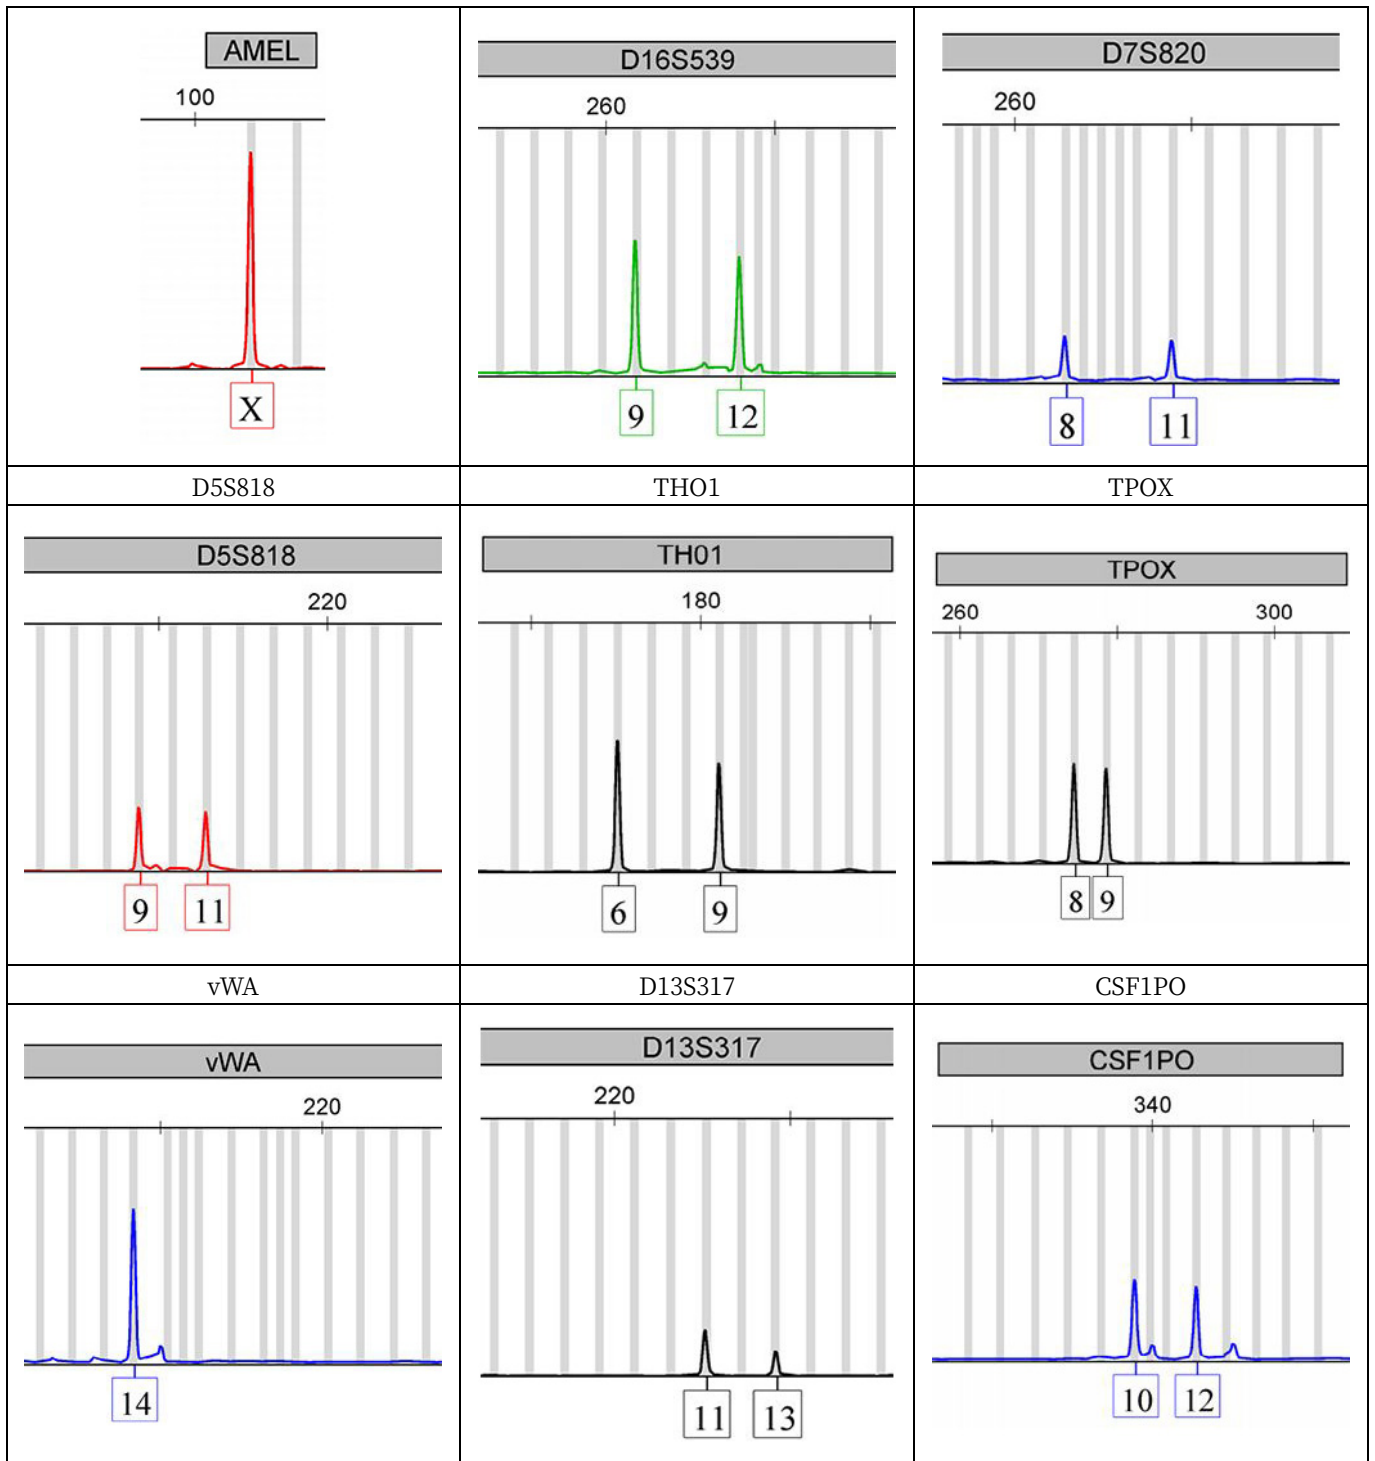 AMEL
100
X
D16S539
260
9 12
D7S820
260
8 11
D5S818 THO1 TPOX
D5S818
220
9 11
TH01
180
6 9
TPOX
260 300
8 9
vWA D13S317 CSF1PO
vWA
220
14
D13S317
220
11 13
CSF1PO
340
10 12